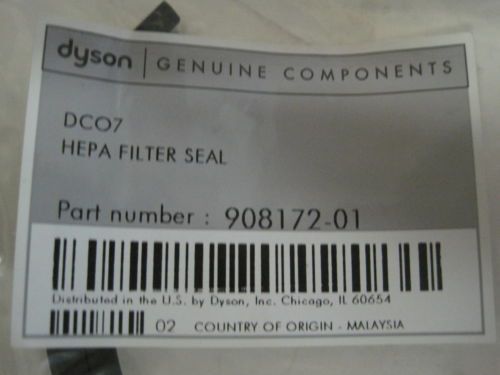 dyson GENUINE COMPONENTS
DC07
HEPA FILTER SEAL
Part number : 908172-01
Distributed in the U.S. by Dyson, Inc. Chicago, IL 60654
02 COUNTRY OF ORIGIN - MALAYSIA